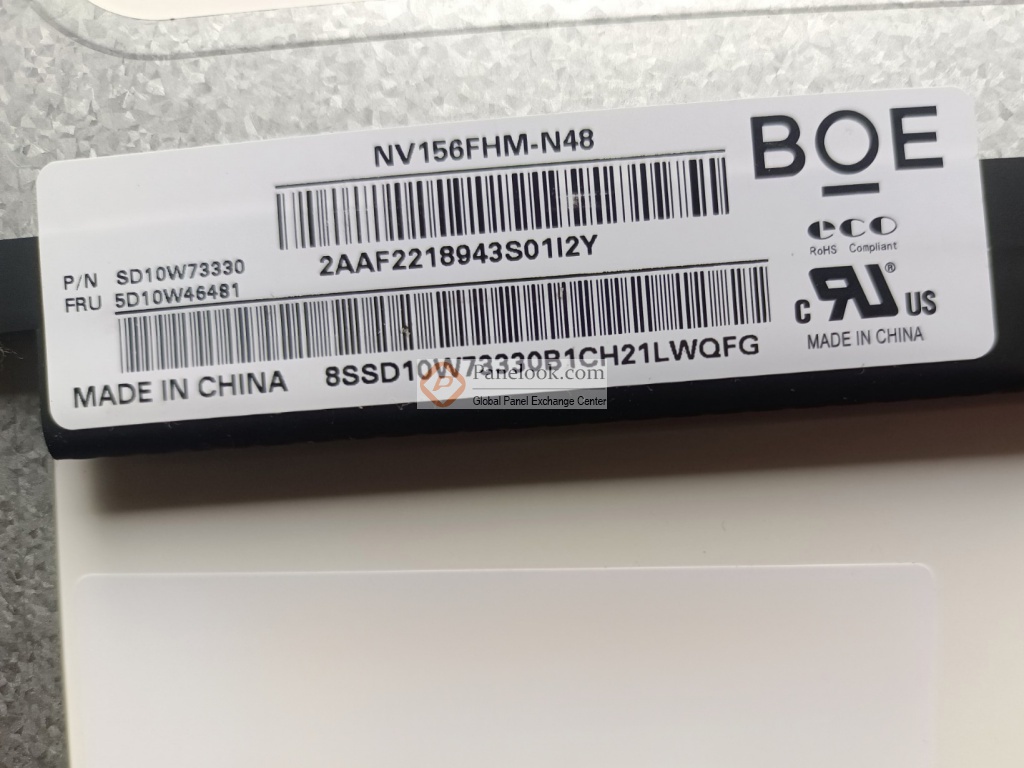 NV156FHM-N48
BOE
2AAF2218943S01I2Y
P/N SD10W73330
FRU 5D10W46481
eco
RoHS Compliant
c RU US ®
MADE IN CHINA
8SSD10W73330B1CH21LWQFG
MADE IN CHINA
Panelook.com
Global Panel Exchange Center